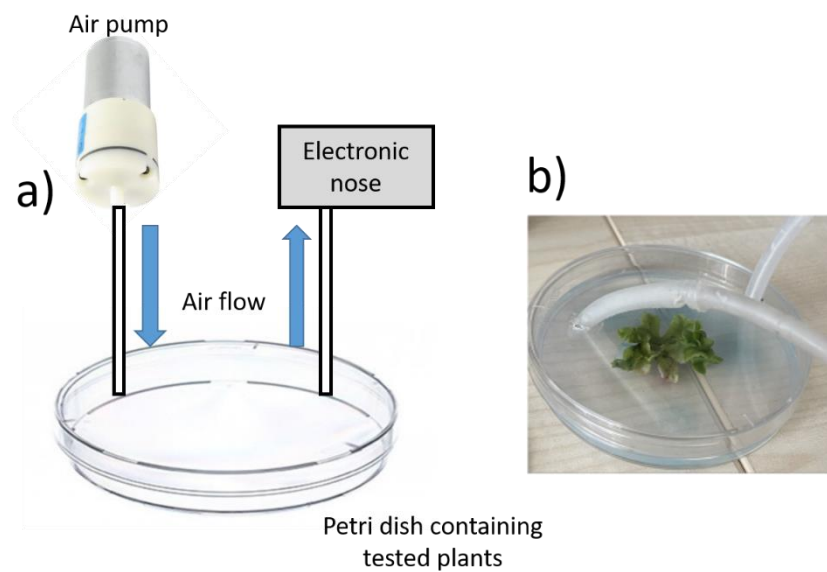 Air pump
Electronic
nose
a)
b)
Air flow
Petri dish containing
tested plants